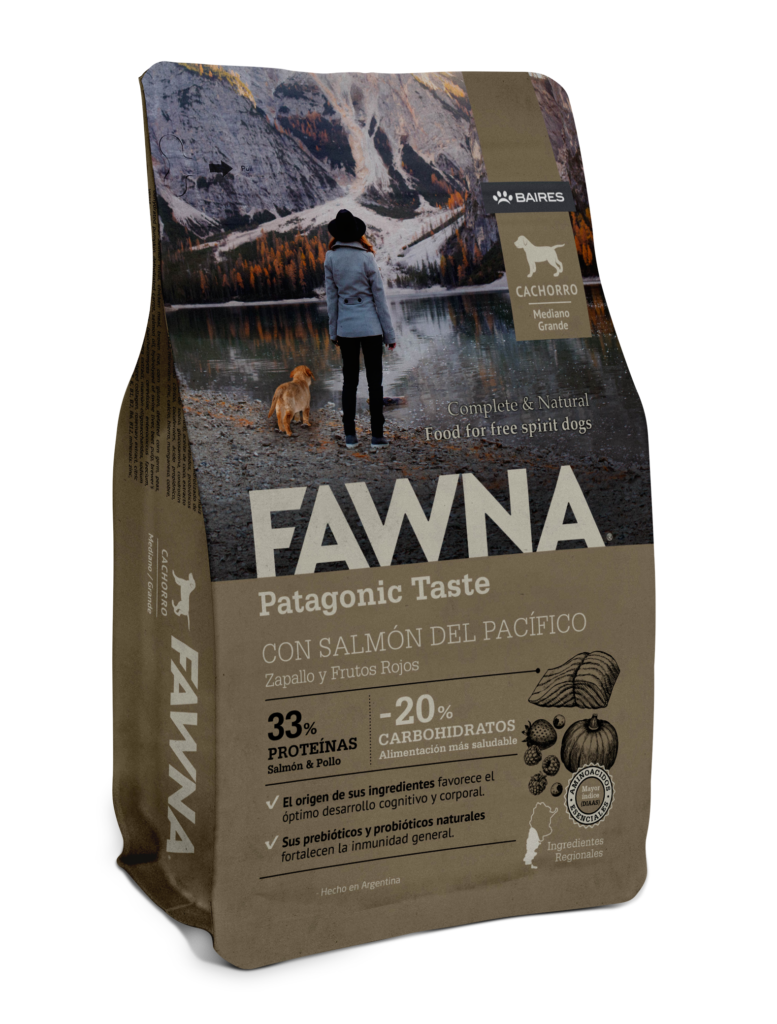 BAIRES
CACHORRO
Mediano
Grande
Complete & Natural
Food for free spirit dogs
FAWNA®
Patagonic Taste
CON SALMÓN DEL PACÍFICO
Zapallo y Frutos Rojos
33%
PROTEÍNAS
Salmón & Pollo
-20%
CARBOHIDRATOS
Alimentación más saludable
El origen de sus ingredientes favorece el
óptimo desarrollo cognitivo y corporal.
Sus prebióticos y probióticos naturales
fortalecen la inmunidad general.
AMINOÁCIDOS
Mayor
índice
(DIAAS)
ESENCIALES
Ingredientes
Regionales
Hecho en Argentina
CACHORRO
Mediano / Grande
FAWNA